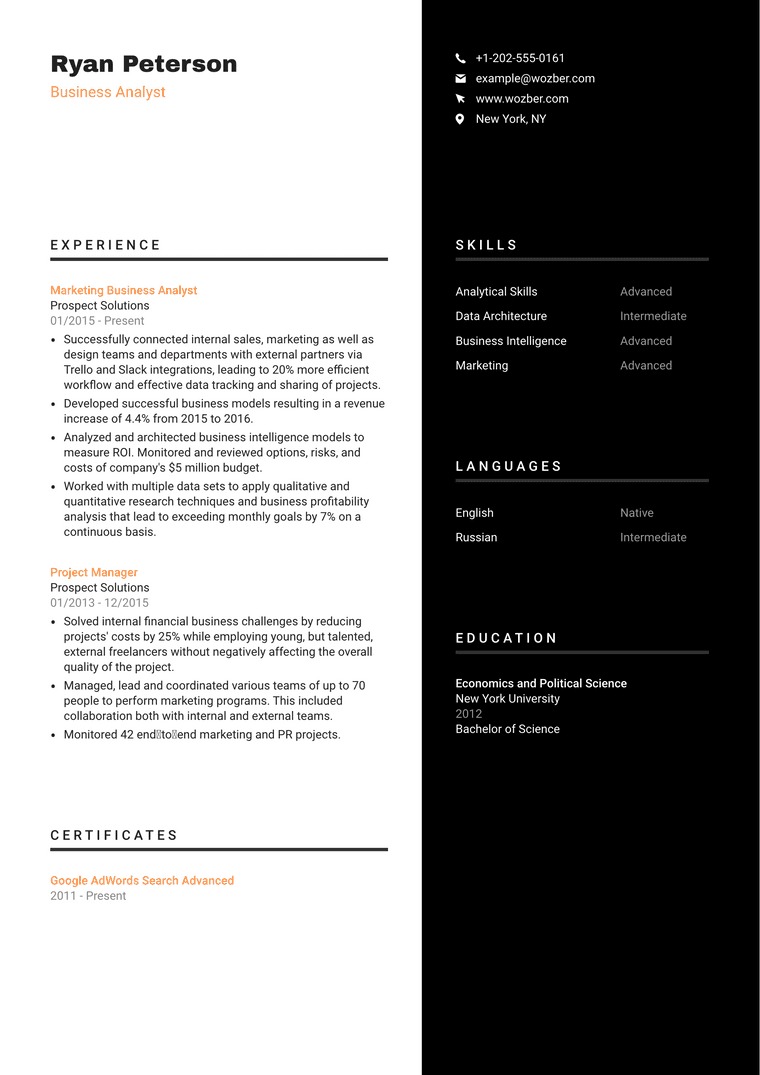 Ryan Peterson
Business Analyst
+1-202-555-0161
example@wozber.com
www.wozber.com
New York, NY
EXPERIENCE
Marketing Business Analyst
Prospect Solutions
01/2015 - Present
• Successfully connected internal sales, marketing as well as
design teams and departments with external partners via
Trello and Slack integrations, leading to 20% more efficient
workflow and effective data tracking and sharing of projects.
• Developed successful business models resulting in a revenue
increase of 4.4% from 2015 to 2016.
• Analyzed and architected business intelligence models to
measure ROI. Monitored and reviewed options, risks, and
costs of company's $5 million budget.
• Worked with multiple data sets to apply qualitative and
quantitative research techniques and business profitability
analysis that lead to exceeding monthly goals by 7% on a
continuous basis.
Project Manager
Prospect Solutions
01/2013 - 12/2015
• Solved internal financial business challenges by reducing
projects' costs by 25% while employing young, but talented,
external freelancers without negatively affecting the overall
quality of the project.
• Managed, lead and coordinated various teams of up to 70
people to perform marketing programs. This included
collaboration both with internal and external teams.
• Monitored 42 end▯to▯end marketing and PR projects.
CERTIFICATES
Google AdWords Search Advanced
2011 - Present
SKILLS
Analytical Skills Advanced
Data Architecture Intermediate
Business Intelligence Advanced
Marketing Advanced
LANGUAGES
English Native
Russian Intermediate
EDUCATION
Economics and Political Science
New York University
2012
Bachelor of Science